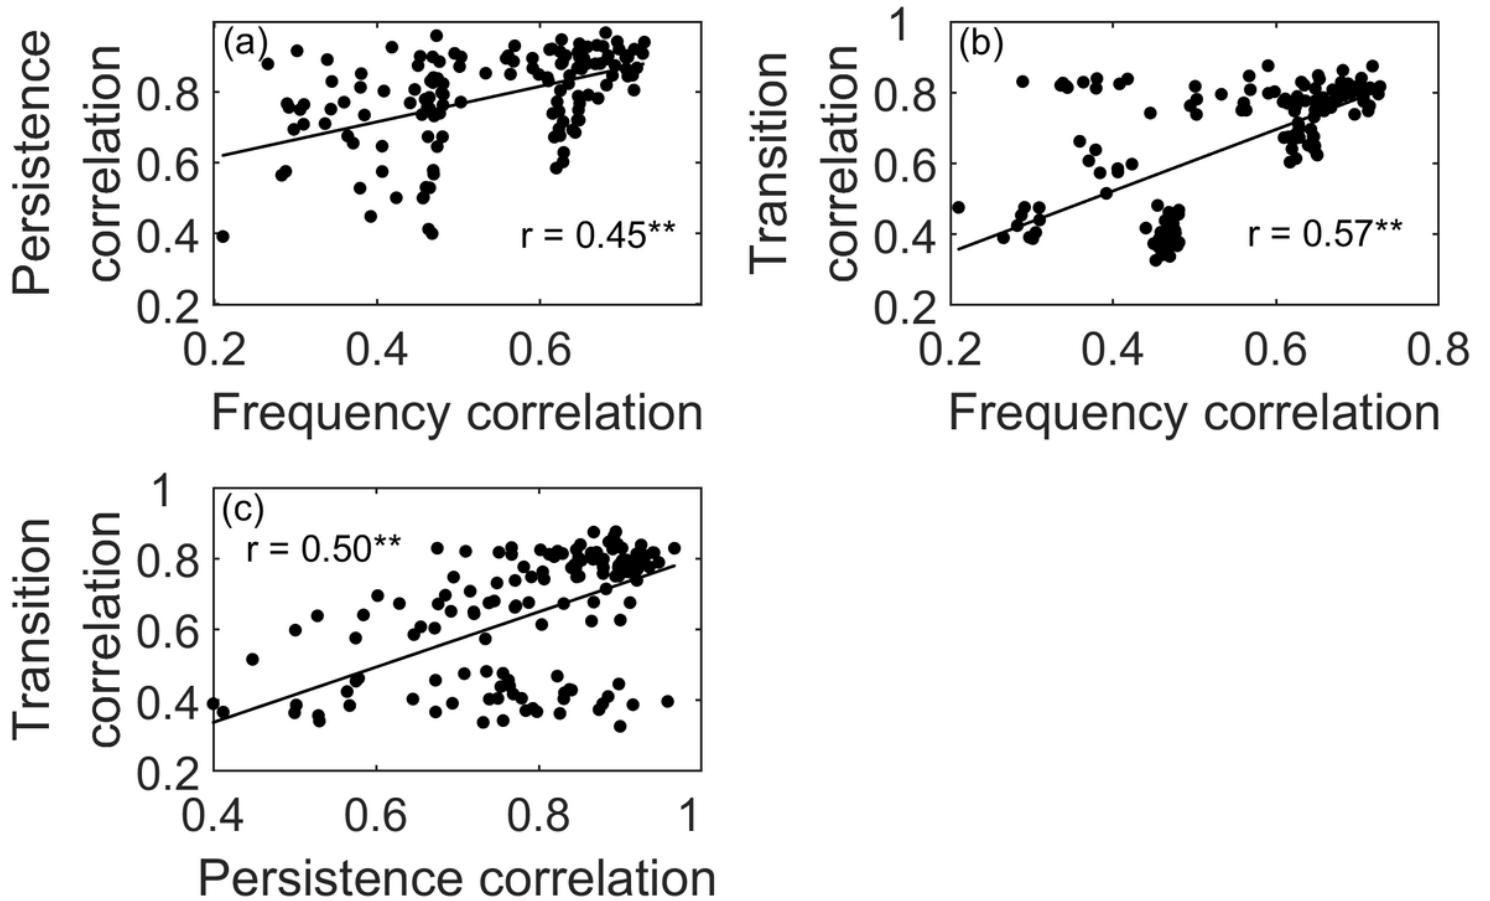 (a)
Persistence
correlation
0.8
0.6
0.4
0.2
r = 0.45**
0.2 0.4 0.6
Frequency correlation
(b)
Transition
correlation
1
0.8
0.6
0.4
0.2
r = 0.57**
0.2 0.4 0.6 0.8
Frequency correlation
(c)
Transition
correlation
1
0.8
0.6
0.4
0.2
r = 0.50**
0.4 0.6 0.8 1
Persistence correlation